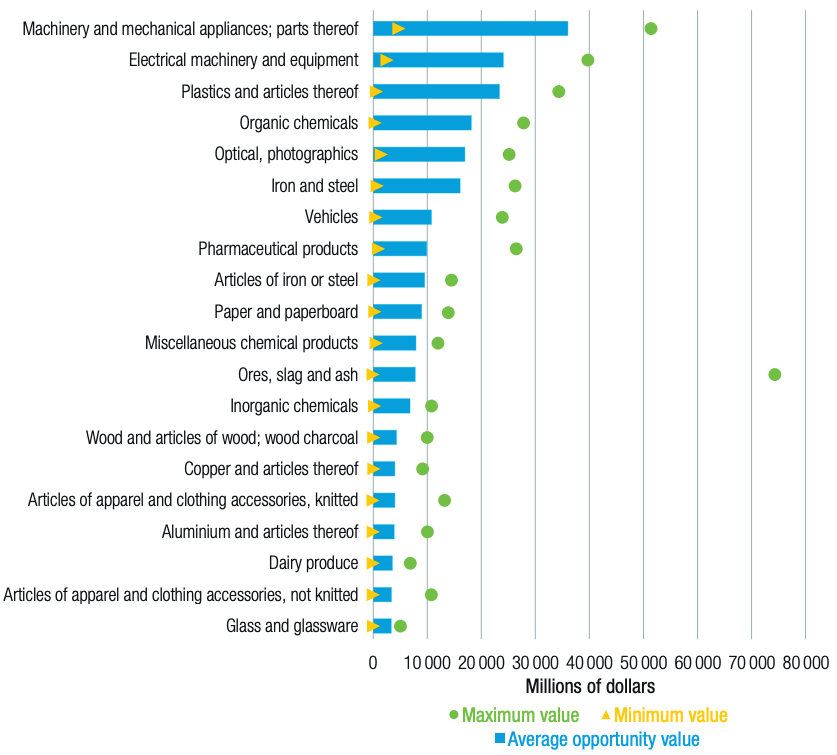 Machinery and mechanical appliances; parts thereof
Electrical machinery and equipment
Plastics and articles thereof
Organic chemicals
Optical, photographics
Iron and steel
Vehicles
Pharmaceutical products
Articles of iron or steel
Paper and paperboard
Miscellaneous chemical products
Ores, slag and ash
Inorganic chemicals
Wood and articles of wood; wood charcoal
Copper and articles thereof
Articles of apparel and clothing accessories, knitted
Aluminium and articles thereof
Dairy produce
Articles of apparel and clothing accessories, not knitted
Glass and glassware
0 10 000 20 000 30 000 40 000 50 000 60 000 70 000 80 000
Millions of dollars
Maximum value Minimum value
Average opportunity value